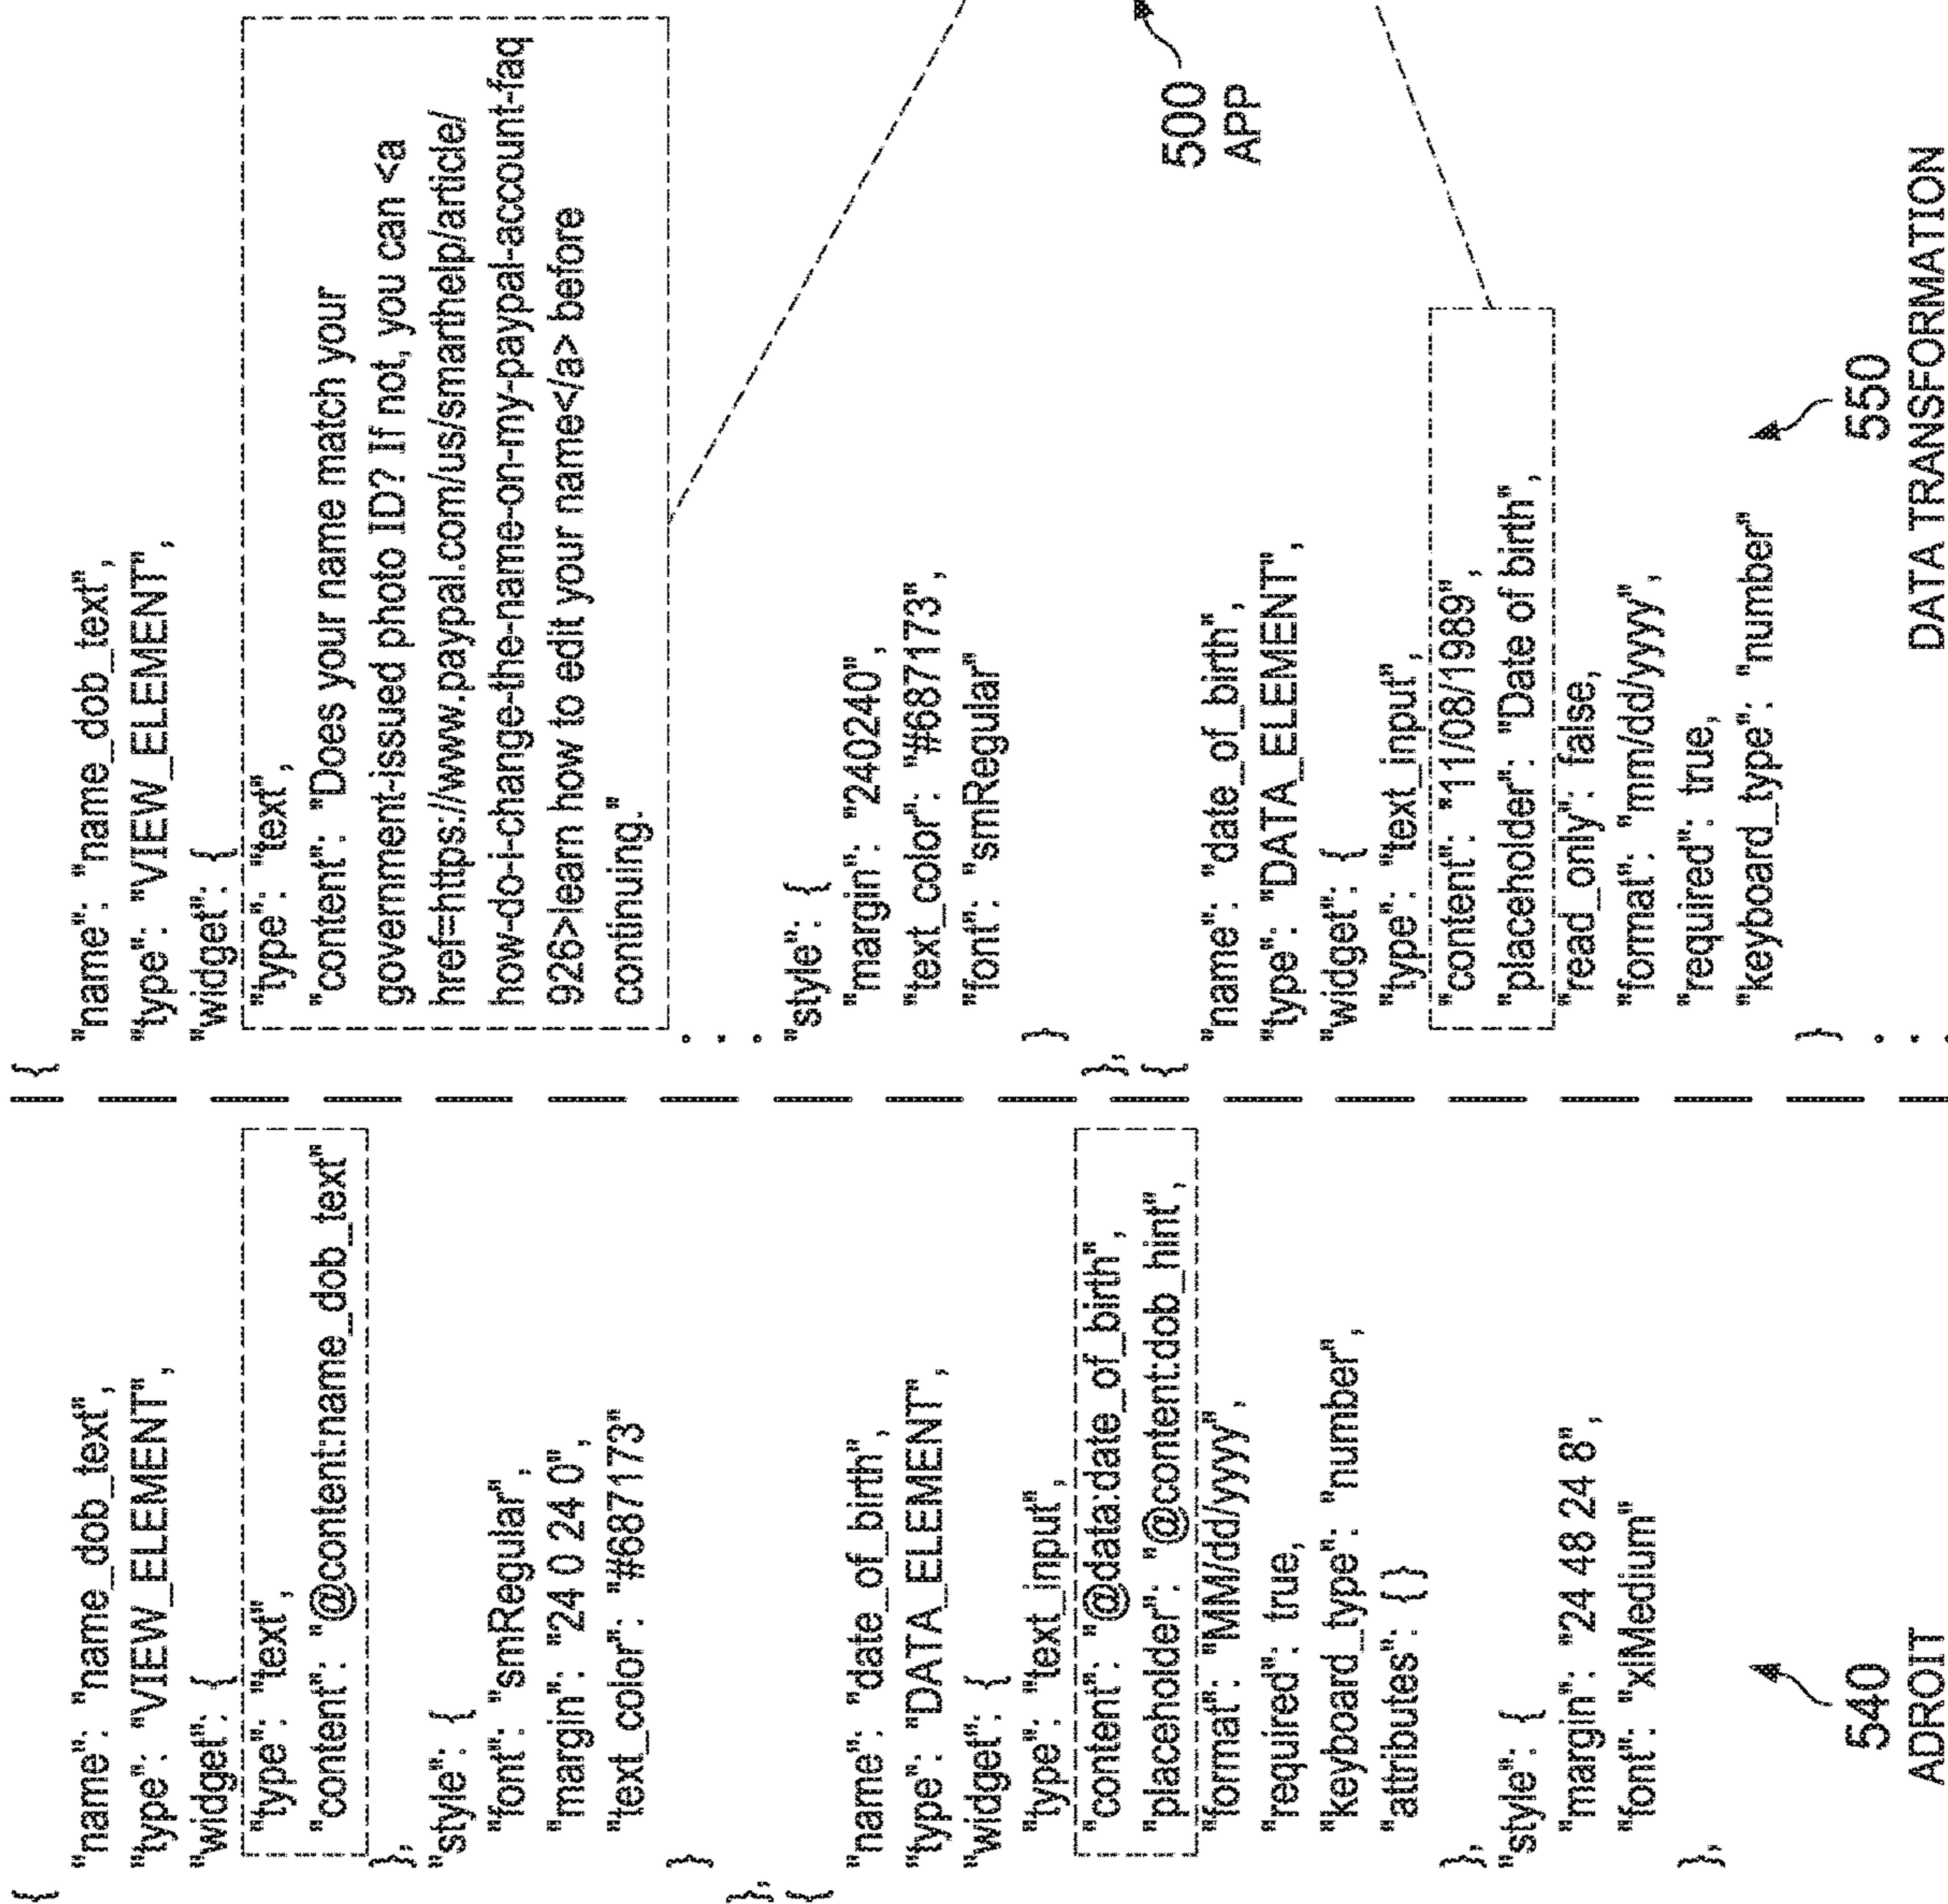 {
"name": "name_dob_text",
"type": "VIEW_ELEMENT",
"widget": {
"type": "text",
"content": "@content:name_dob_text"
},
"style": {
"font": "smRegular",
"margin": "24 0 24 0",
"text_color": "#687173"
}
},
{
"name": "date_of_birth",
"type": "DATA_ELEMENT",
"widget": {
"type": "text_input",
"content": "@data:date_of_birth",
"placeholder": "@content:dob_hint",
"format": "MM/dd/yyyy",
"required": true,
"keyboard_type": "number",
"attributes": {}
},
"style": {
"margin": "24 48 24 8",
"font": "xlMedium"
},
540
ADROIT
{
"name": "name_dob_text",
"type": "VIEW_ELEMENT",
"widget": {
"type": "text",
"content": "Does your name match your
government-issued photo ID? If not, you can <a
href=https://www.paypal.com/us/smarthelp/article/
how-do-i-change-the-name-on-my-paypal-account-faq
926>learn how to edit your name</a> before
continuing."
"style": {
"margin": "240240",
"text_color": "#687173",
"font": "smRegular"
}
},
{
"name": "date_of_birth",
"type": "DATA_ELEMENT",
"widget": {
"type": "text_input",
"content": "11/08/1989",
"placeholder": "Date of birth",
"read_only": false,
"format": "mm/dd/yyyy",
"required": true,
"keyboard_type": "number"
}
550
DATA TRANSFORMATION
500
APP